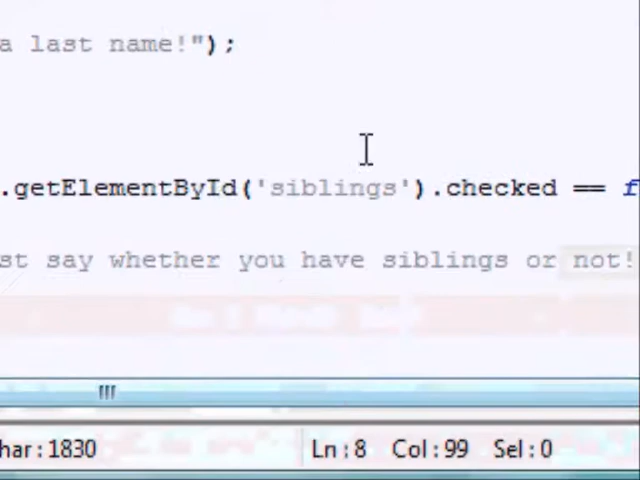 a last name!");
.getElementById('siblings').checked == f
st say whether you have siblings or not!
har:1830 Ln:8 Col:99 Sel:0